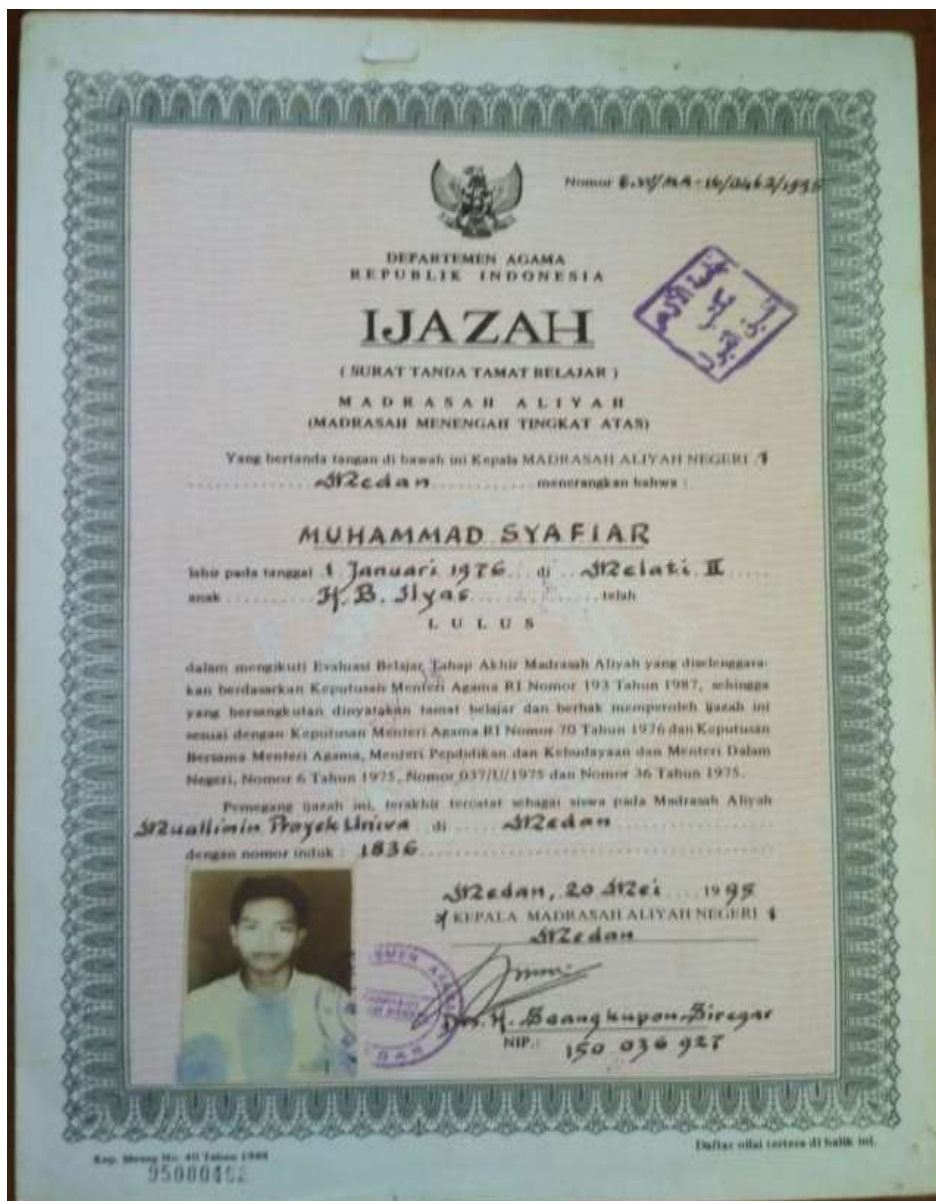 Nomor
DEPARTEMEN AGAMA
REPUBLIK INDONESIA
IJAZAH
( SURAT TANDA TAMAT BELAJAR )
MADRASAH ALIYAH
(MADRASAH MENENGAH TINGKAT ATAS)
Yang bertanda tangan di bawah ini Kepala MADRASAH ALIYAH NEGERI 1
Medan menerangkan bahwa :
MUHAMMAD SYAFIAR
lahir pada tanggal 1 Januari 1976 di Melati II
anak H. B. Ilyas telah
LULUS
dalam mengikuti Evaluasi Belajar Tahap Akhir Madrasah Aliyah yang diselenggara-
kan berdasarkan Keputusan Menteri Agama RI Nomor 193 Tahun 1987, sehingga
yang bersangkutan dinyatakan tamat belajar dan berhak memperoleh ijazah ini
sesuai dengan Keputusan Menteri Agama RI Nomor 70 Tahun 1976 dan Keputusan
Bersama Menteri Agama, Menteri Pendidikan dan Kebudayaan dan Menteri Dalam
Negeri, Nomor 6 Tahun 1975, Nomor 037/U/1975 dan Nomor 36 Tahun 1975.
Pemegang ijazah ini, terakhir tercatat sebagai siswa pada Madrasah Aliyah
Muallimin Proyek Univa di Medan
dengan nomor induk : 1836
Medan, 20 Mei 1995
KEPALA MADRASAH ALIYAH NEGERI 1
Medan
Drs. H. Saangkupon Siregar
NIP.: 150 036 927
Daftar nilai tertera di balik ini.